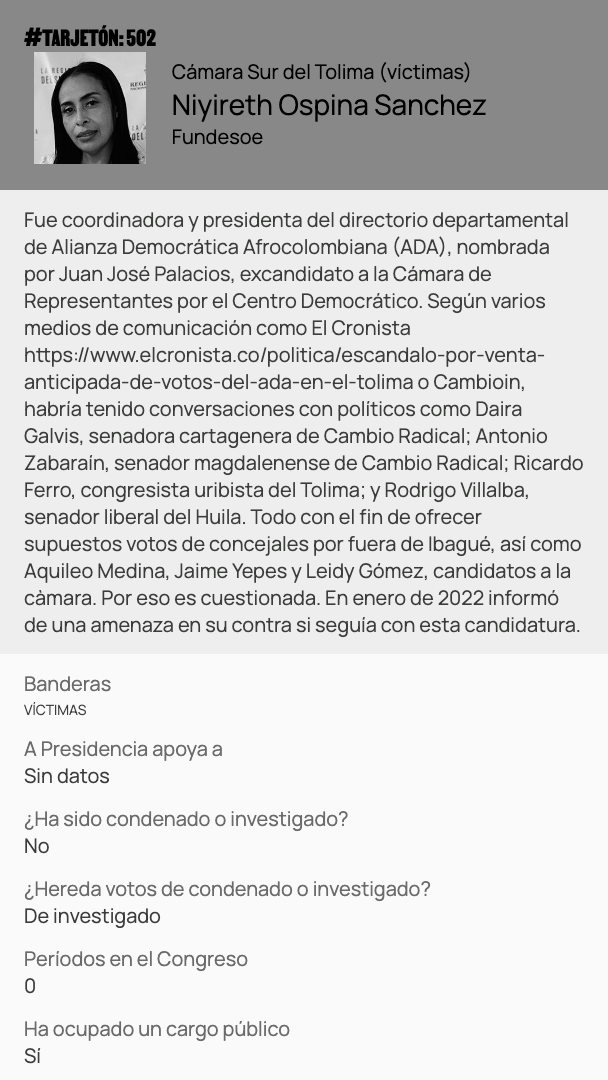 #TARJETÓN: 502
Cámara Sur del Tolima (víctimas)
Niyireth Ospina Sanchez
Fundesoe
Fue coordinadora y presidenta del directorio departamental
de Alianza Democrática Afrocolombiana (ADA), nombrada
por Juan José Palacios, excandidato a la Cámara de
Representantes por el Centro Democrático. Según varios
medios de comunicación como El Cronista
https://www.elcronista.co/politica/escandalo-por-venta-
anticipada-de-votos-del-ada-en-el-tolima o Cambioin,
habría tenido conversaciones con políticos como Daira
Galvis, senadora cartagenera de Cambio Radical; Antonio
Zabaraín, senador magdalenense de Cambio Radical; Ricardo
Ferro, congresista uribista del Tolima; y Rodrigo Villalba,
senador liberal del Huila. Todo con el fin de ofrecer
supuestos votos de concejales por fuera de Ibagué, así como
Aquileo Medina, Jaime Yepes y Leidy Gómez, candidatos a la
càmara. Por eso es cuestionada. En enero de 2022 informó
de una amenaza en su contra si seguía con esta candidatura.
Banderas
VÍCTIMAS
A Presidencia apoya a
Sin datos
¿Ha sido condenado o investigado?
No
¿Hereda votos de condenado o investigado?
De investigado
Períodos en el Congreso
0
Ha ocupado un cargo público
Sí